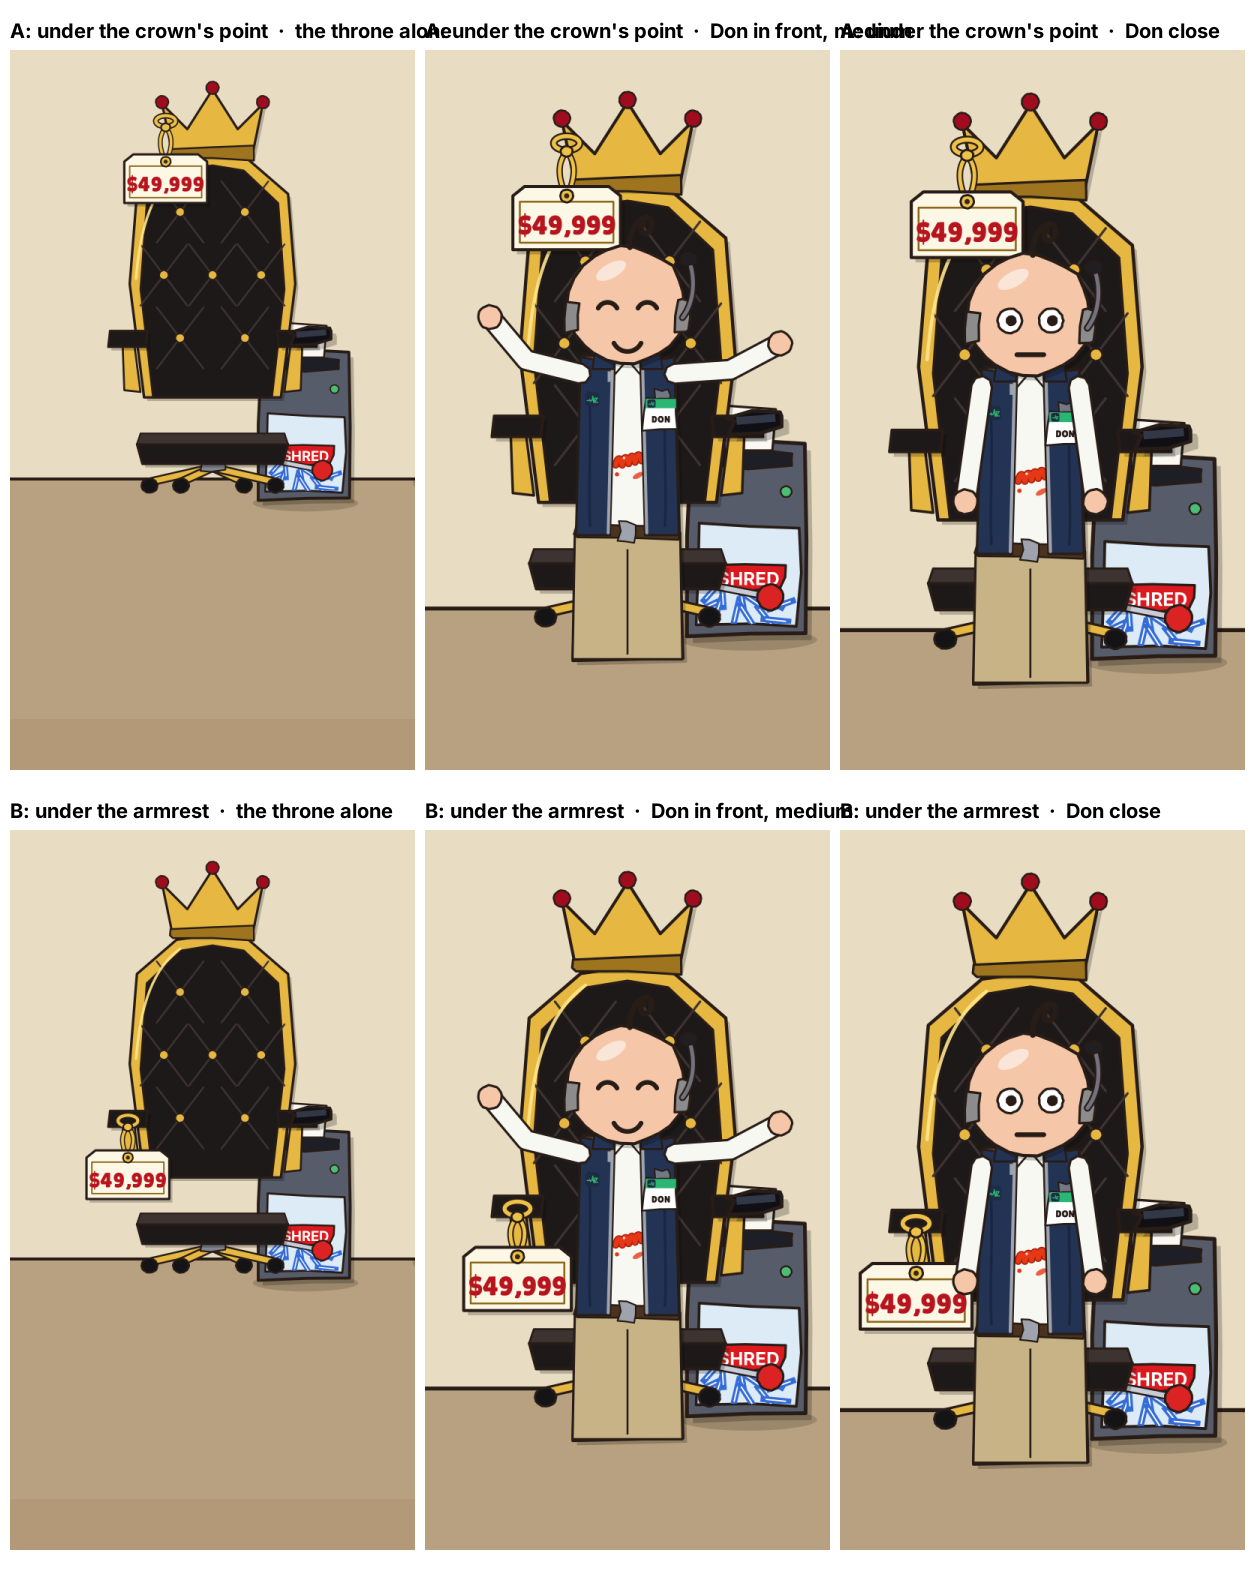 A: under the crown's point · the throne alone
A: under the crown's point · Don in front, medium
A: under the crown's point · Don close
$49,999
SHRED
$49,999
DON
SHRED
$49,999
DON
SHRED
B: under the armrest · the throne alone
B: under the armrest · Don in front, medium
B: under the armrest · Don close
$49,999
SHRED
$49,999
DON
SHRED
$49,999
DON
SHRED